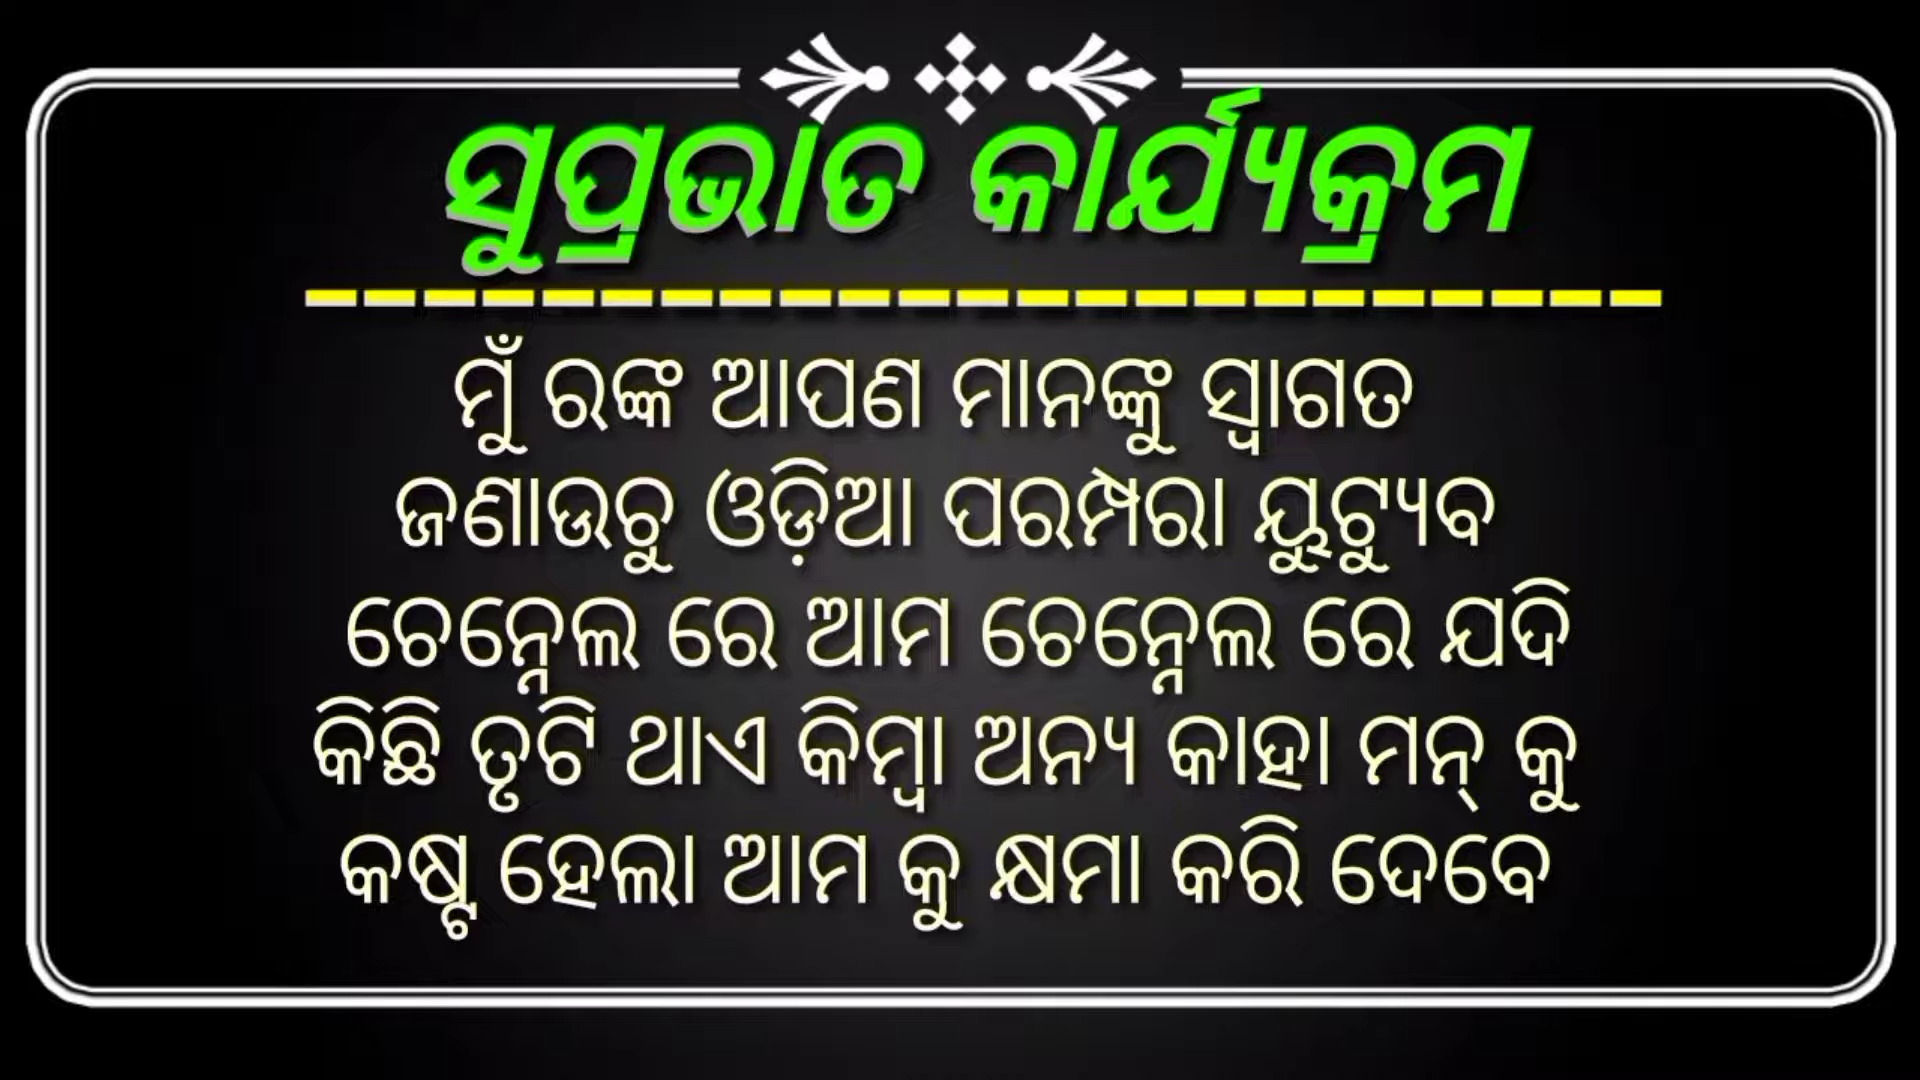 ସୁପ୍ରଭାତ କାର୍ଯ୍ୟକ୍ରମ
ମୁଁ ରଙ୍କ ଆପଣ ମାନଙ୍କୁ ସ୍ୱାଗତ
ଜଣାଉଚୁ ଓଡ଼ିଆ ପରମ୍ପରା ୟୁଟ୍ୟୁବ
ଚେନ୍ନେଲ ରେ ଆମ ଚେନ୍ନେଲ ରେ ଯଦି
କିଛି ତୃଟି ଥାଏ କିମ୍ବା ଅନ୍ୟ କାହା ମନ୍ କୁ
କଷ୍ଟ ହେଲା ଆମ କୁ କ୍ଷମା କରି ଦେବେ